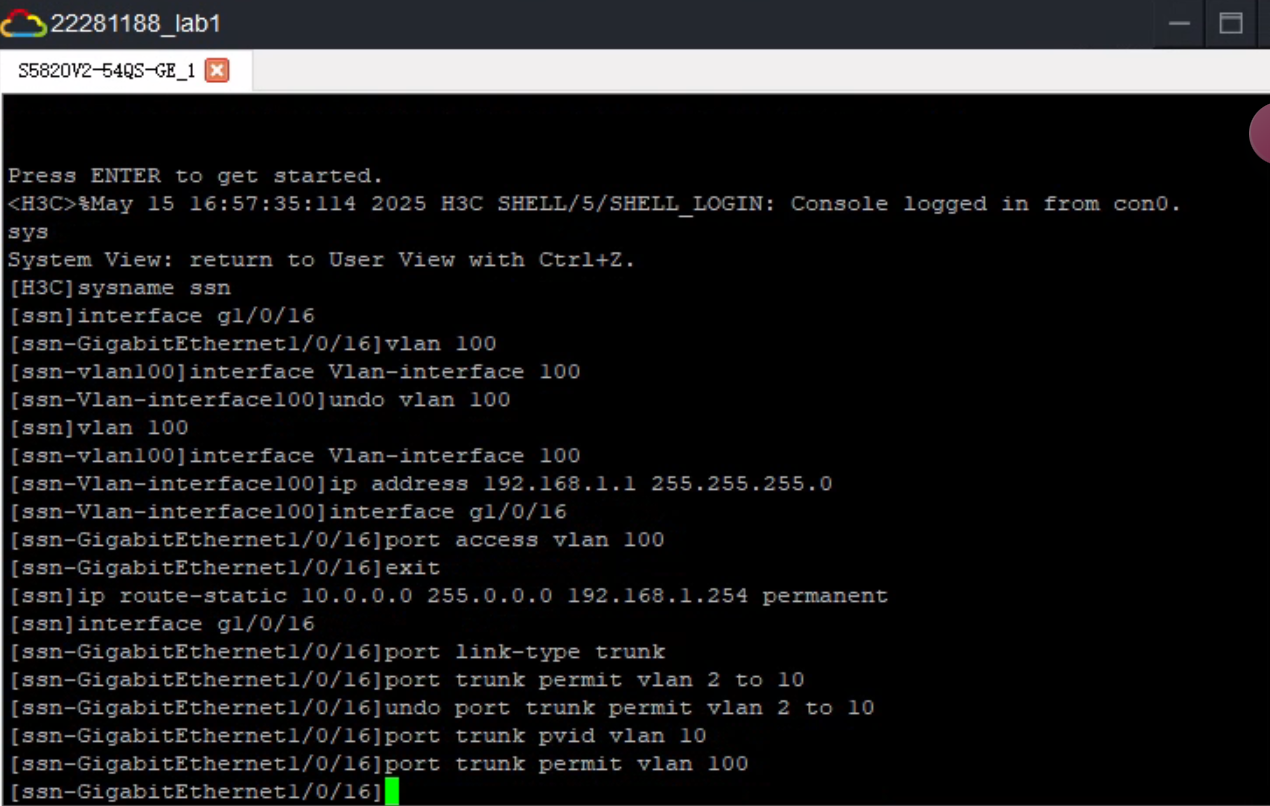 22281188_lab1
S5820V2-54QS-GE_1
Press ENTER to get started.
<H3C>%May 15 16:57:35:114 2025 H3C SHELL/5/SHELL_LOGIN: Console logged in from con0.
sys
System View: return to User View with Ctrl+Z.
[H3C]sysname ssn
[ssn]interface g1/0/16
[ssn-GigabitEthernet1/0/16]vlan 100
[ssn-vlan100]interface Vlan-interface 100
[ssn-Vlan-interface100]undo vlan 100
[ssn]vlan 100
[ssn-vlan100]interface Vlan-interface 100
[ssn-Vlan-interface100]ip address 192.168.1.1 255.255.255.0
[ssn-Vlan-interface100]interface g1/0/16
[ssn-GigabitEthernet1/0/16]port access vlan 100
[ssn-GigabitEthernet1/0/16]exit
[ssn]ip route-static 10.0.0.0 255.0.0.0 192.168.1.254 permanent
[ssn]interface g1/0/16
[ssn-GigabitEthernet1/0/16]port link-type trunk
[ssn-GigabitEthernet1/0/16]port trunk permit vlan 2 to 10
[ssn-GigabitEthernet1/0/16]undo port trunk permit vlan 2 to 10
[ssn-GigabitEthernet1/0/16]port trunk pvid vlan 10
[ssn-GigabitEthernet1/0/16]port trunk permit vlan 100
[ssn-GigabitEthernet1/0/16]